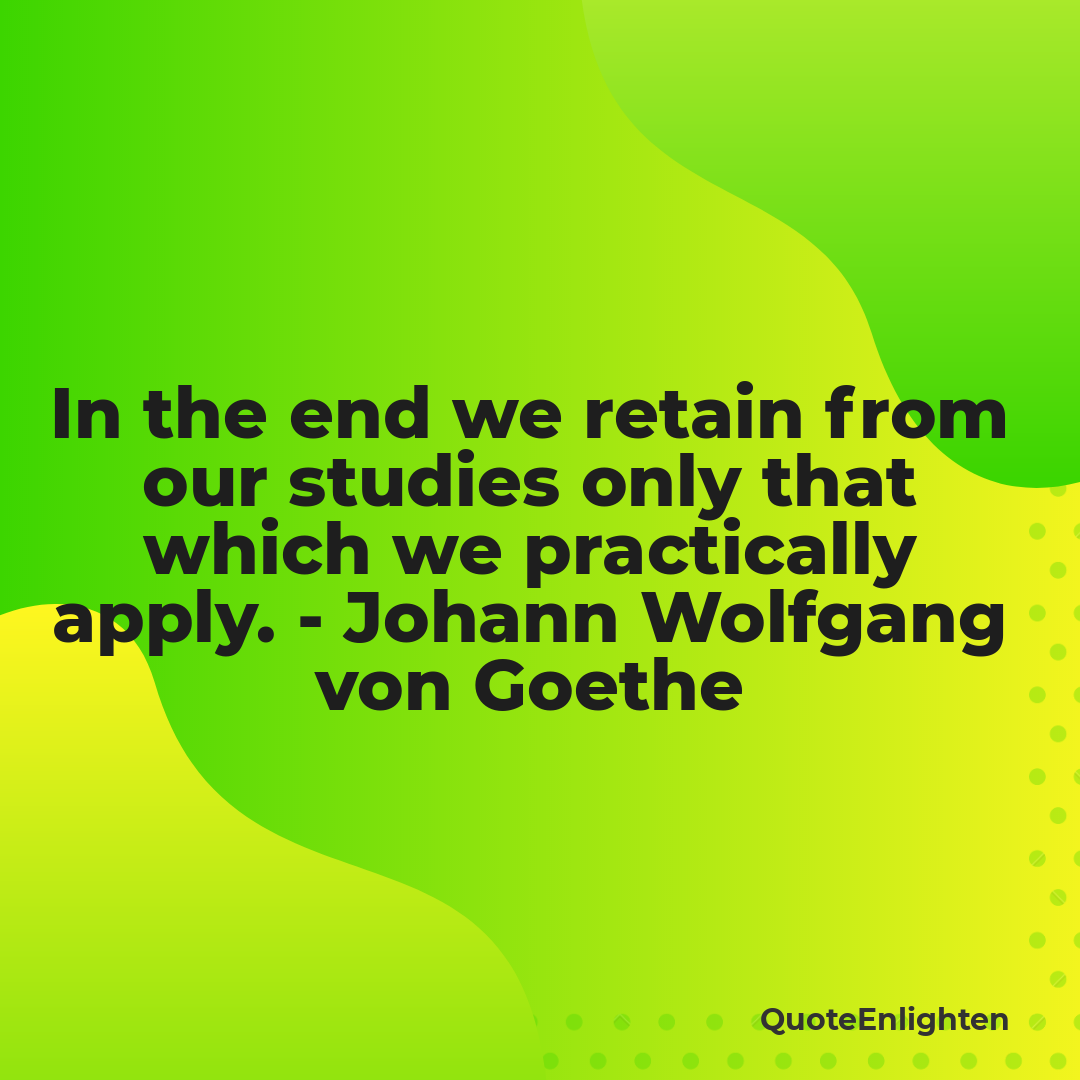 In the end we retain from
our studies only that
which we practically
apply. - Johann Wolfgang
von Goethe
QuoteEnlighten